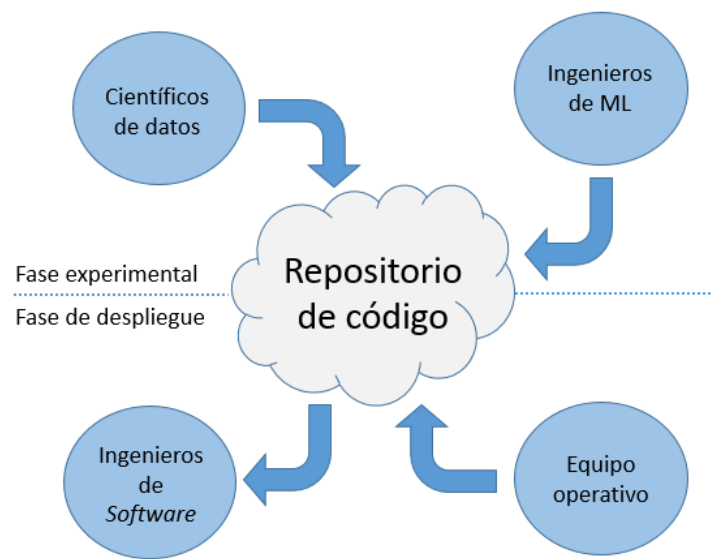 Científicos
de datos
Ingenieros
de ML
Repositorio
de código
Fase experimental
Fase de despliegue
Ingenieros
de
Software
Equipo
operativo